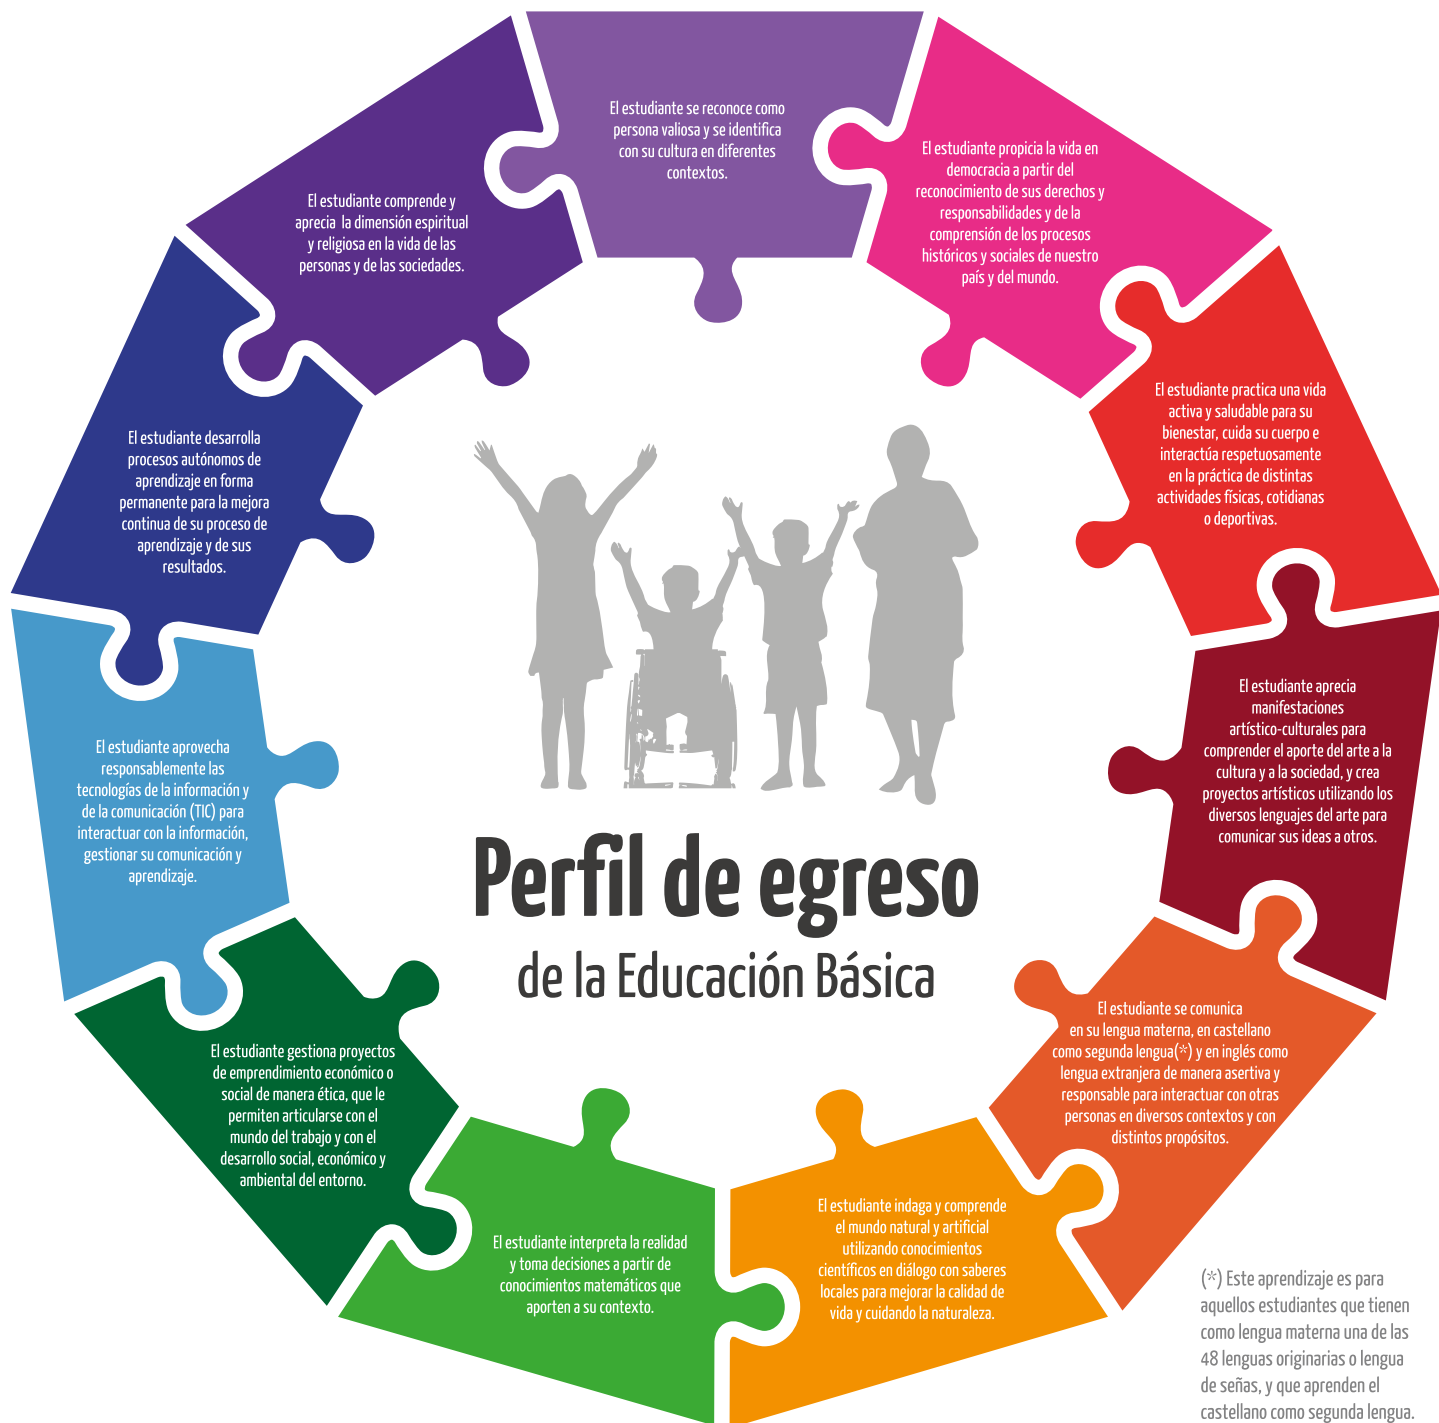 El estudiante se reconoce como
persona valiosa y se identifica
con su cultura en diferentes
contextos.
El estudiante propicia la vida en
democracia a partir del
reconocimiento de sus derechos y
responsabilidades y de la
comprensión de los procesos
históricos y sociales de nuestro
país y del mundo.
El estudiante practica una vida
activa y saludable para su
bienestar, cuida su cuerpo e
interactúa respetuosamente
en la práctica de distintas
actividades físicas, cotidianas
o deportivas.
El estudiante aprecia
manifestaciones
artístico-culturales para
comprender el aporte del arte a la
cultura y a la sociedad, y crea
proyectos artísticos utilizando los
diversos lenguajes del arte para
comunicar sus ideas a otros.
El estudiante se comunica
en su lengua materna, en castellano
como segunda lengua(*) y en inglés como
lengua extranjera de manera asertiva y
responsable para interactuar con otras
personas en diversos contextos y con
distintos propósitos.
El estudiante indaga y comprende
el mundo natural y artificial
utilizando conocimientos
científicos en diálogo con saberes
locales para mejorar la calidad de
vida y cuidando la naturaleza.
El estudiante interpreta la realidad
y toma decisiones a partir de
conocimientos matemáticos que
aporten a su contexto.
El estudiante gestiona proyectos
de emprendimiento económico o
social de manera ética, que le
permiten articularse con el
mundo del trabajo y con el
desarrollo social, económico y
ambiental del entorno.
El estudiante aprovecha
responsablemente las
tecnologías de la información y
de la comunicación (TIC) para
interactuar con la información,
gestionar su comunicación y
aprendizaje.
El estudiante desarrolla
procesos autónomos de
aprendizaje en forma
permanente para la mejora
continua de su proceso de
aprendizaje y de sus
resultados.
El estudiante comprende y
aprecia la dimensión espiritual
y religiosa en la vida de las
personas y de las sociedades.
Perfil de egreso
de la Educación Básica
(*) Este aprendizaje es para
aquellos estudiantes que tienen
como lengua materna una de las
48 lenguas originarias o lengua
de señas, y que aprenden el
castellano como segunda lengua.